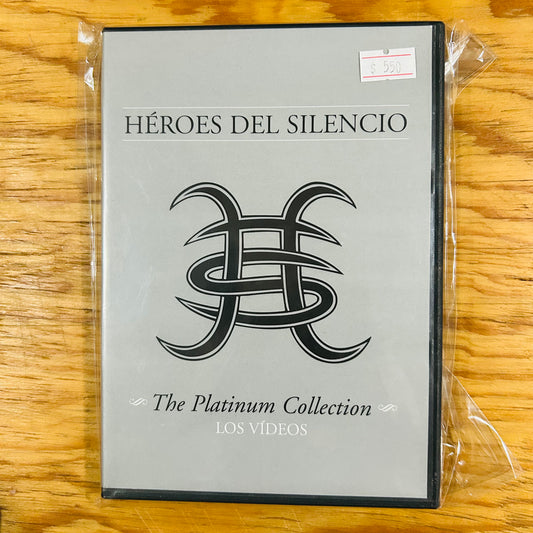 $ 550
HÉROES DEL SILENCIO
The Platinum Collection
LOS VÍDEOS